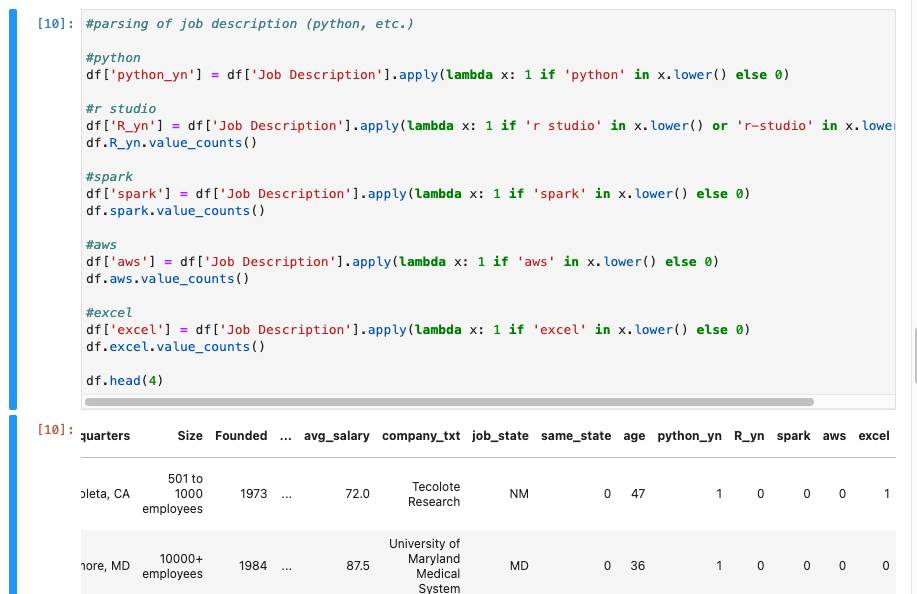 [10]: #parsing of job description (python, etc.)
#python
df['python_yn'] = df['Job Description'].apply(lambda x: 1 if 'python' in x.lower() else 0)
#r studio
df['R_yn'] = df['Job Description'].apply(lambda x: 1 if 'r studio' in x.lower() or 'r-studio' in x.lowe
df.R_yn.value_counts()
#spark
df['spark'] = df['Job Description'].apply(lambda x: 1 if 'spark' in x.lower() else 0)
df.spark.value_counts()
#aws
df['aws'] = df['Job Description'].apply(lambda x: 1 if 'aws' in x.lower() else 0)
df.aws.value_counts()
#excel
df['excel'] = df['Job Description'].apply(lambda x: 1 if 'excel' in x.lower() else 0)
df.excel.value_counts()
df.head(4)
[10]: quarters Size Founded ... avg_salary company_txt job_state same_state age python_yn R_yn spark aws excel
oleta, CA 501 to 1000 employees 1973 ... 72.0 Tecolote Research NM 0 47 1 0 0 0 1
nore, MD 10000+ employees 1984 ... 87.5 University of Maryland Medical System MD 0 36 1 0 0 0 0